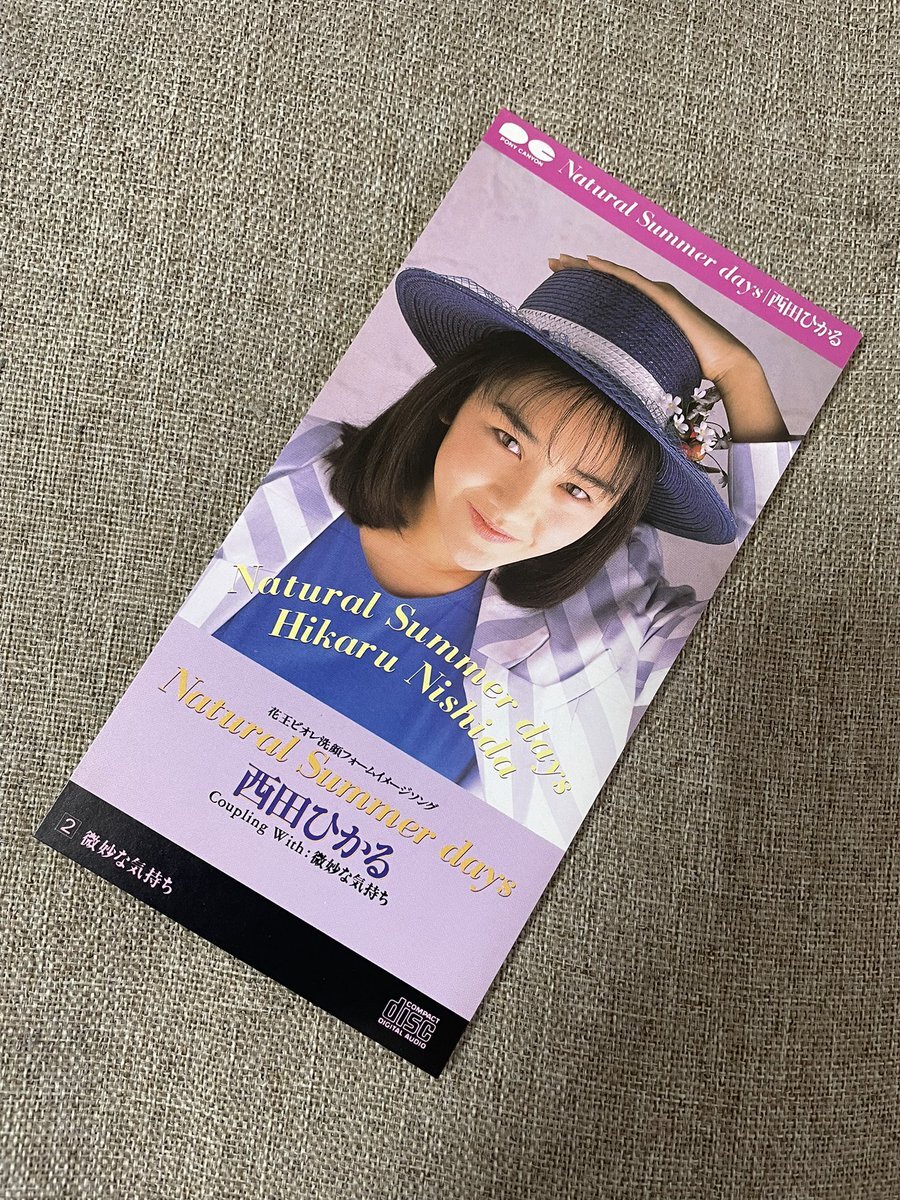 PONY CANYON
Natural Summer days | 西田ひかる
Natural Summer days
Hikaru Nishida
花王ビオレ洗顔フォームイメージソング
Natural Summer days
西田ひかる
Coupling With : 微妙な気持ち
2 微妙な気持ち
COMPACT
disc
DIGITAL AUDIO